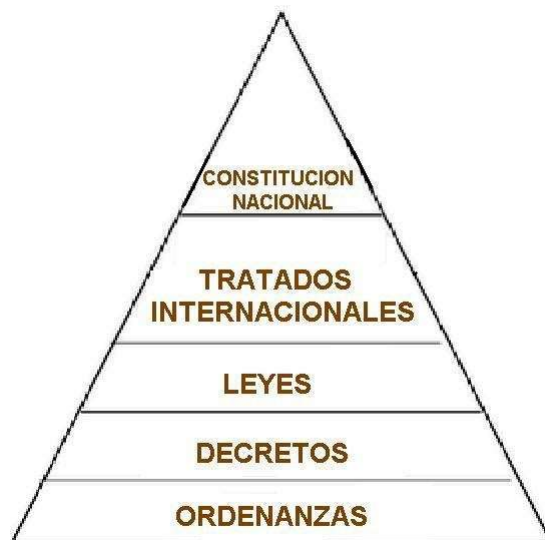 CONSTITUCION
NACIONAL
TRATADOS
INTERNACIONALES
LEYES
DECRETOS
ORDENANZAS